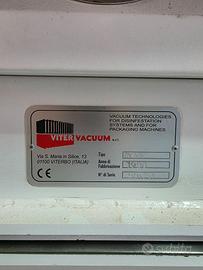 VITERVACUUM s.r.l.
VACUUM TECHNOLOGIES
FOR DISINFESTATION
SYSTEMS AND FOR
PACKAGING MACHINES
Via S. Maria in Silice, 13
01100 VITERBO (ITALIA)
Tipo
Anno di
Fabbricazione
N° di Serie
subito